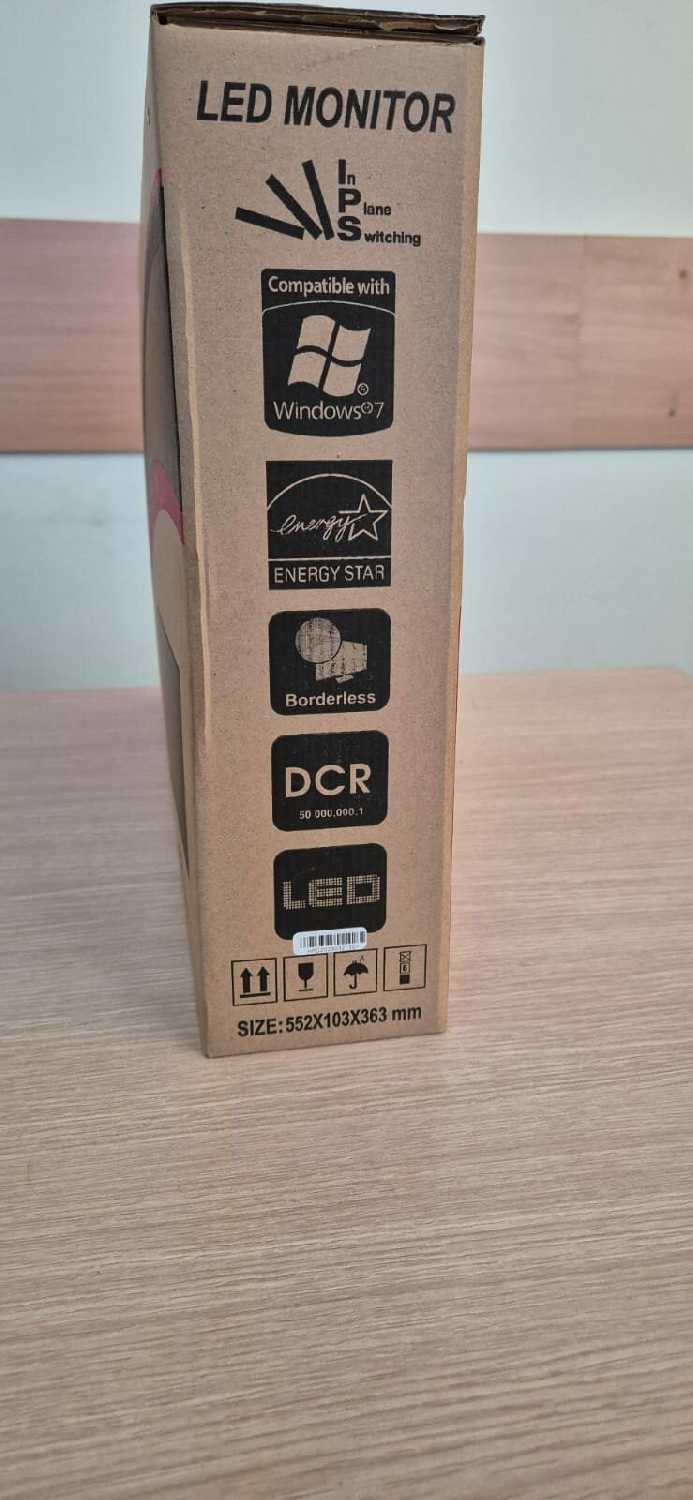 LED MONITOR
In
Plane
Switching
Compatible with
Windows®7
energy
ENERGY STAR
Borderless
DCR
50 000,000:1
LED
SIZE:552X103X363 mm